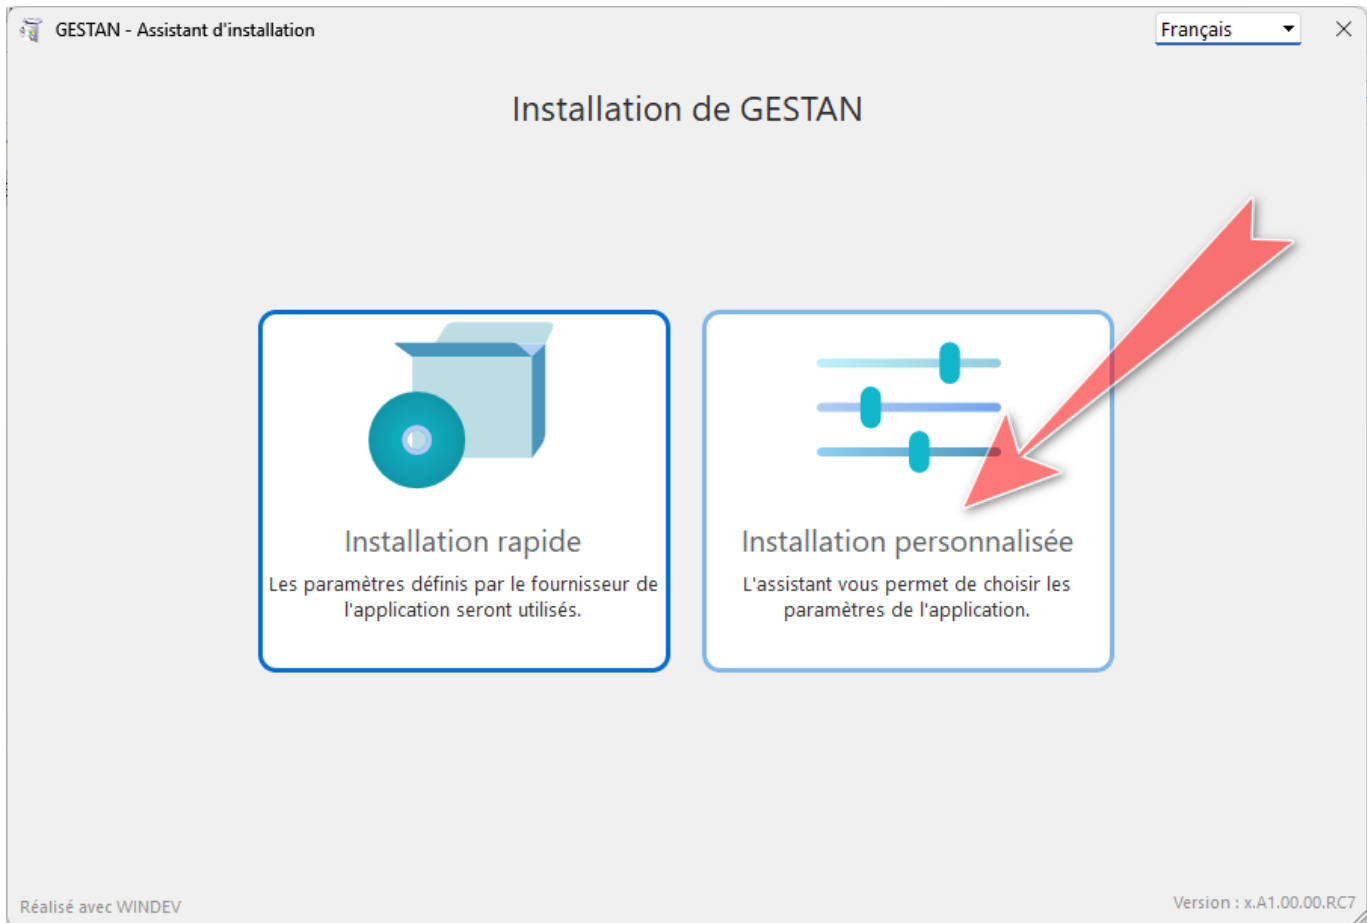 GESTAN - Assistant d'installation
Français
Installation de GESTAN
Installation rapide
Les paramètres définis par le fournisseur de
l'application seront utilisés.
Installation personnalisée
L'assistant vous permet de choisir les
paramètres de l'application.
Réalisé avec WINDEV
Version : x.A1.00.00.RC7